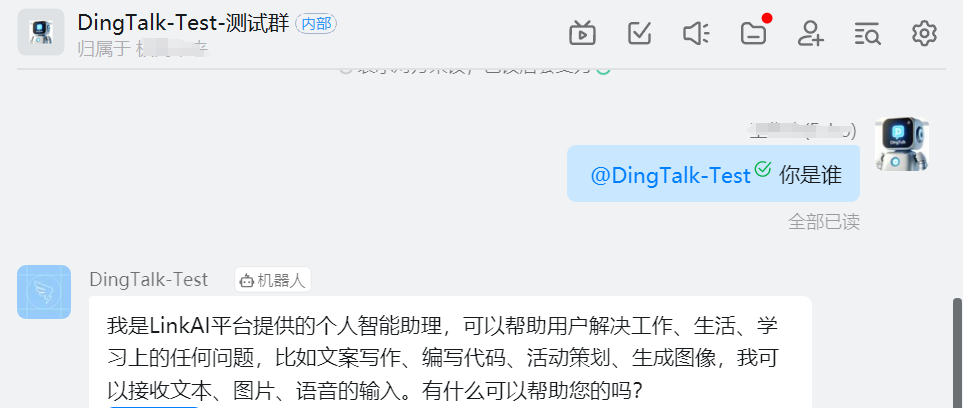 DingTalk-Test-测试群 内部
归属于
@DingTalk-Test 你是谁
全部已读
DingTalk-Test 机器人
我是LinkAI平台提供的个人智能助理，可以帮助用户解决工作、生活、学
习上的任何问题，比如文案写作、编写代码、活动策划、生成图像，我可
以接收文本、图片、语音的输入。有什么可以帮助您的吗？